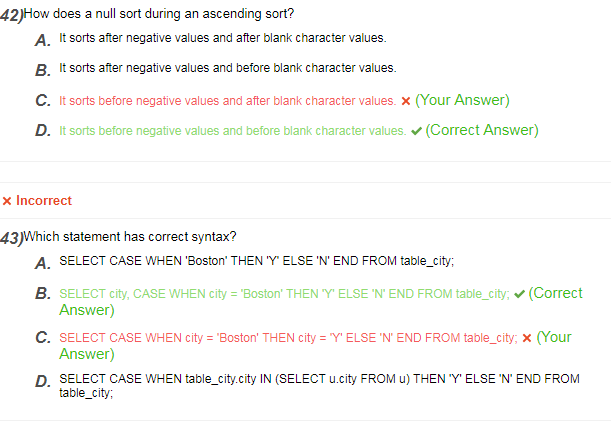 42)How does a null sort during an ascending sort?
A. It sorts after negative values and after blank character values.
B. It sorts after negative values and before blank character values.
C. It sorts before negative values and after blank character values. ✗ (Your Answer)
D. It sorts before negative values and before blank character values. ✓ (Correct Answer)
✗ Incorrect
43)Which statement has correct syntax?
A. SELECT CASE WHEN 'Boston' THEN 'Y' ELSE 'N' END FROM table_city;
B. SELECT city, CASE WHEN city = 'Boston' THEN 'Y' ELSE 'N' END FROM table_city; ✓ (Correct
Answer)
C. SELECT CASE WHEN city = 'Boston' THEN city = 'Y' ELSE 'N' END FROM table_city; ✗ (Your
Answer)
D. SELECT CASE WHEN table_city.city IN (SELECT u.city FROM u) THEN 'Y' ELSE 'N' END FROM
table_city;